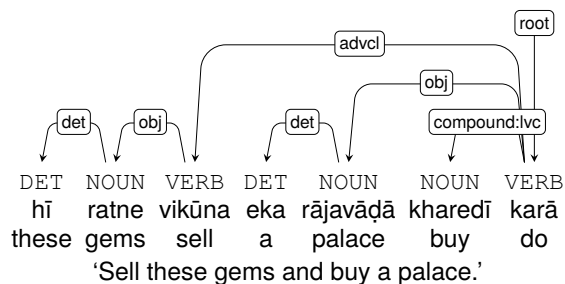 root
advcl
obj
det obj det compound:lvc
DET NOUN VERB DET NOUN NOUN VERB
hī ratne vikūna eka rājavāḍā kharedī karā
these gems sell a palace buy do
‘Sell these gems and buy a palace.’